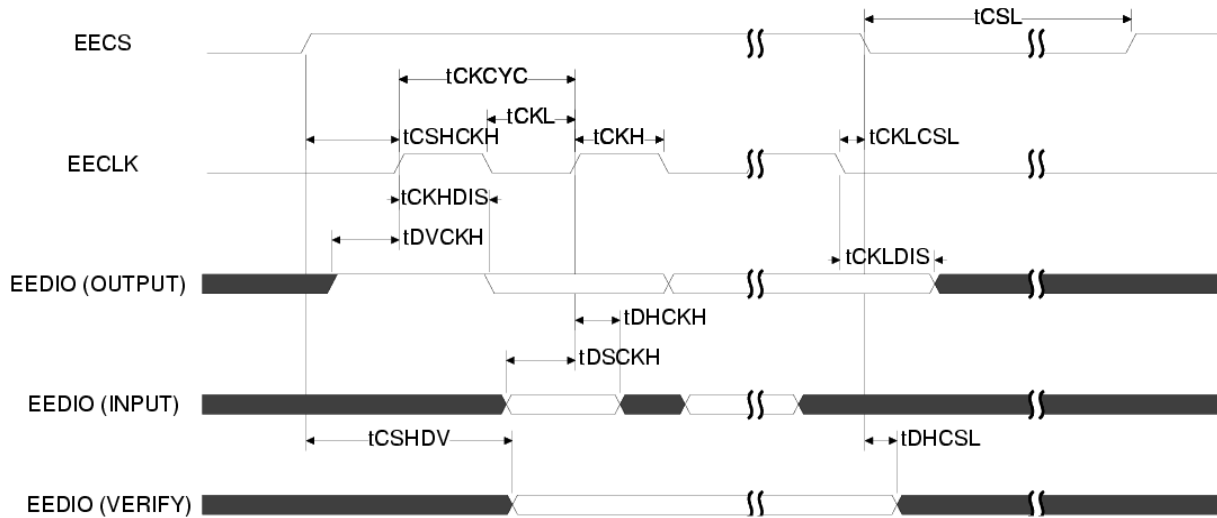 tCSL
EECS
tCKCYC
tCKL
tCSHCKH
tCKH
tCKLCSL
EECLK
tCKHDIS
tDVCKH
tCKLDIS
EEDIO (OUTPUT)
tDHCKH
tDSCKH
EEDIO (INPUT)
tCSHDV
tDHCSL
EEDIO (VERIFY)